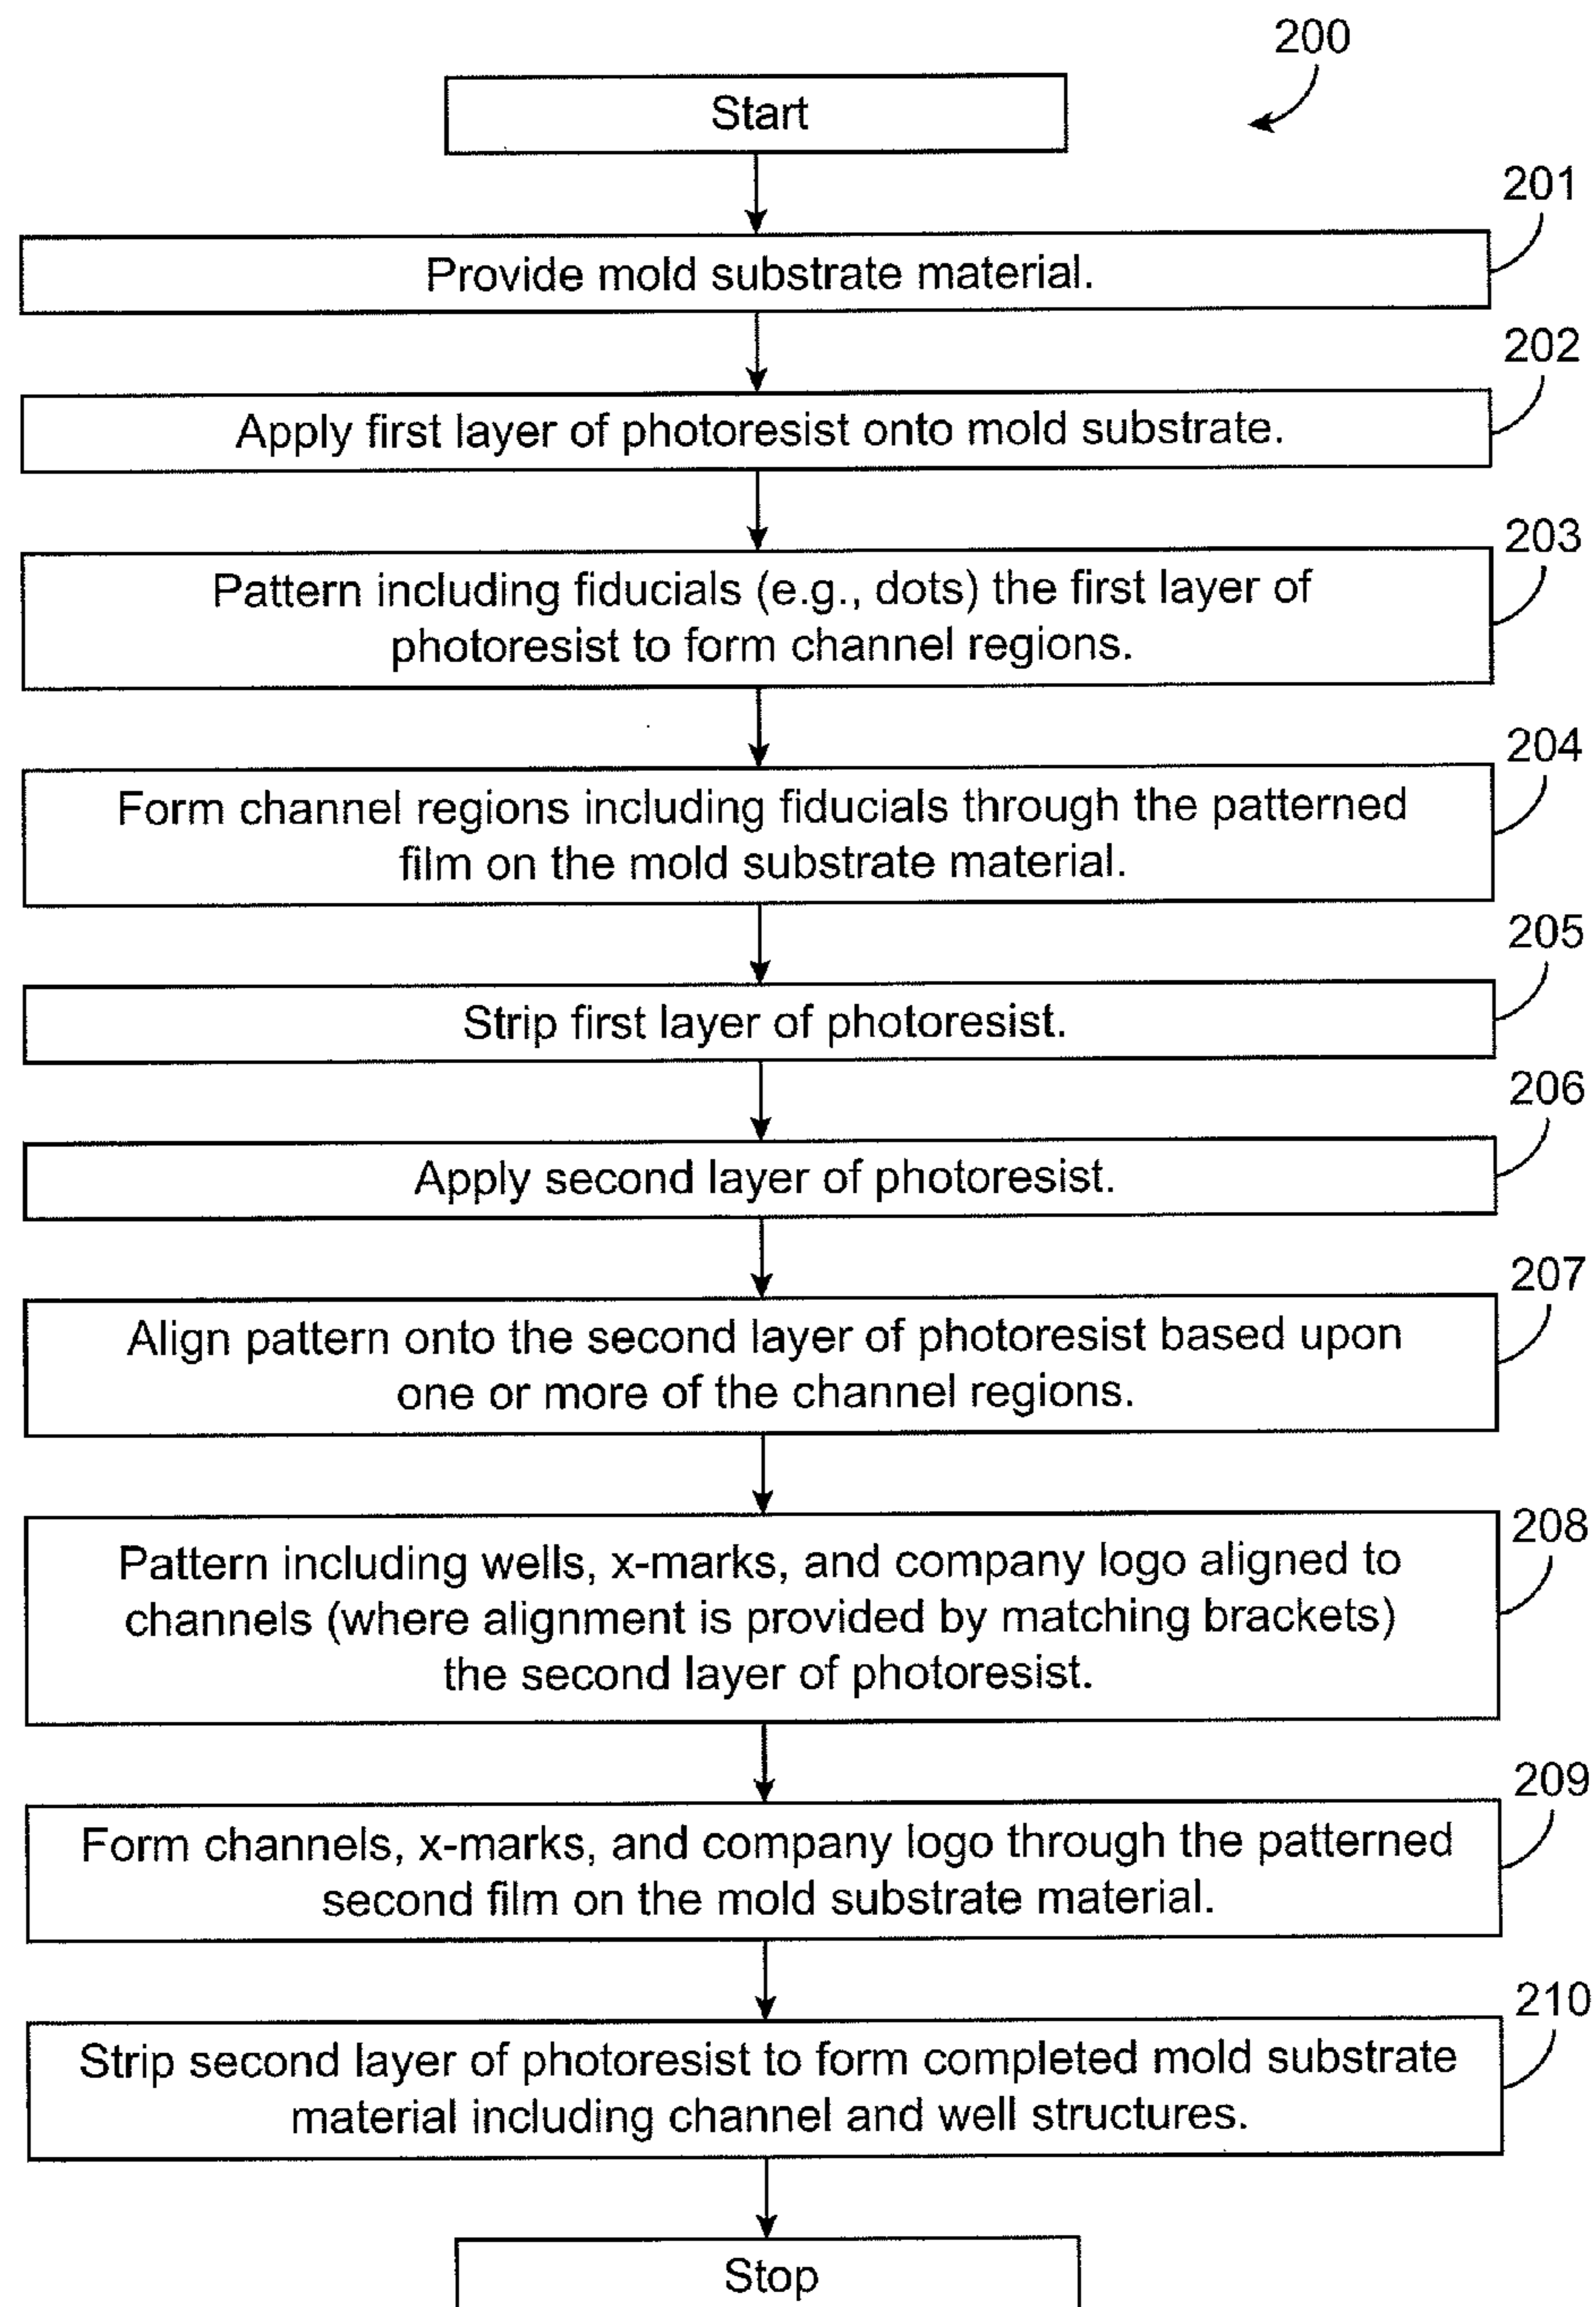 200
Start
201
Provide mold substrate material.
202
Apply first layer of photoresist onto mold substrate.
203
Pattern including fiducials (e.g., dots) the first layer of
photoresist to form channel regions.
204
Form channel regions including fiducials through the patterned
film on the mold substrate material.
205
Strip first layer of photoresist.
206
Apply second layer of photoresist.
207
Align pattern onto the second layer of photoresist based upon
one or more of the channel regions.
208
Pattern including wells, x-marks, and company logo aligned to
channels (where alignment is provided by matching brackets)
the second layer of photoresist.
209
Form channels, x-marks, and company logo through the patterned
second film on the mold substrate material.
210
Strip second layer of photoresist to form completed mold substrate
material including channel and well structures.
Stop